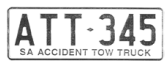 ATT-345
SA ACCIDENT TOW TRUCK